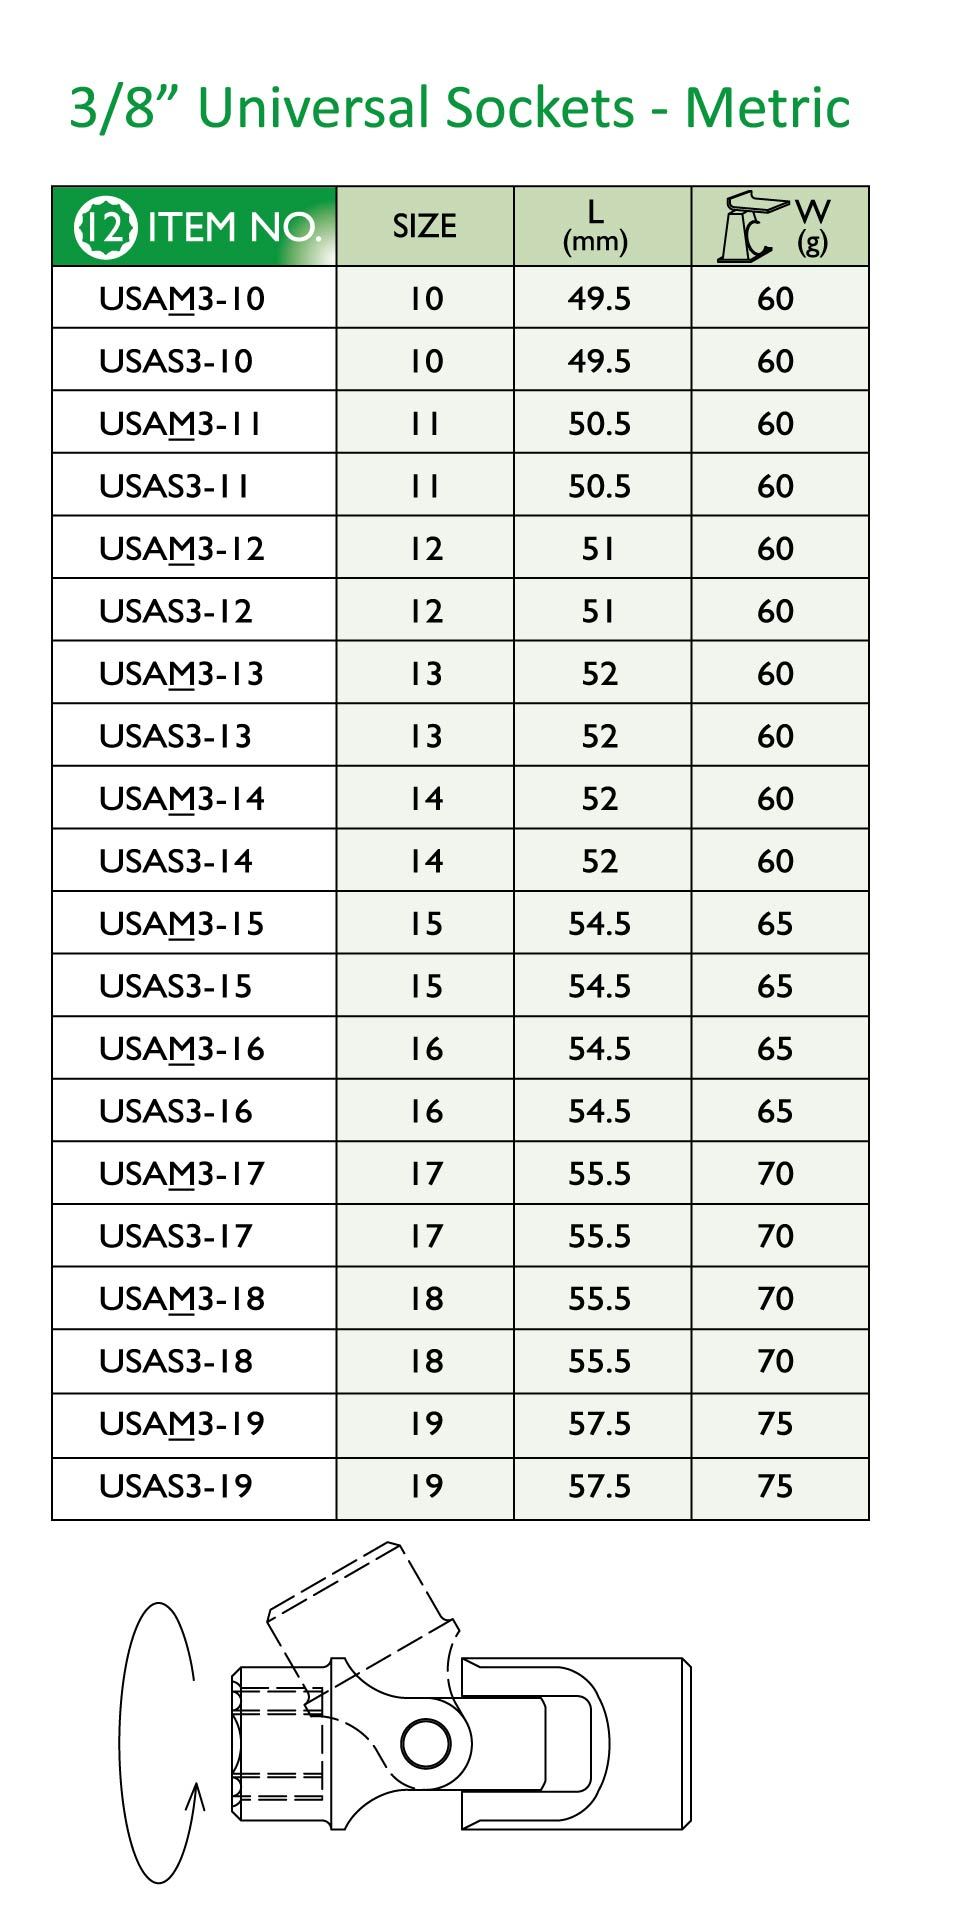 3/8” Universal Sockets - Metric
12 ITEM NO. SIZE L (mm) W (g)
USAM3-10 10 49.5 60
USAS3-10 10 49.5 60
USAM3-11 11 50.5 60
USAS3-11 11 50.5 60
USAM3-12 12 51 60
USAS3-12 12 51 60
USAM3-13 13 52 60
USAS3-13 13 52 60
USAM3-14 14 52 60
USAS3-14 14 52 60
USAM3-15 15 54.5 65
USAS3-15 15 54.5 65
USAM3-16 16 54.5 65
USAS3-16 16 54.5 65
USAM3-17 17 55.5 70
USAS3-17 17 55.5 70
USAM3-18 18 55.5 70
USAS3-18 18 55.5 70
USAM3-19 19 57.5 75
USAS3-19 19 57.5 75